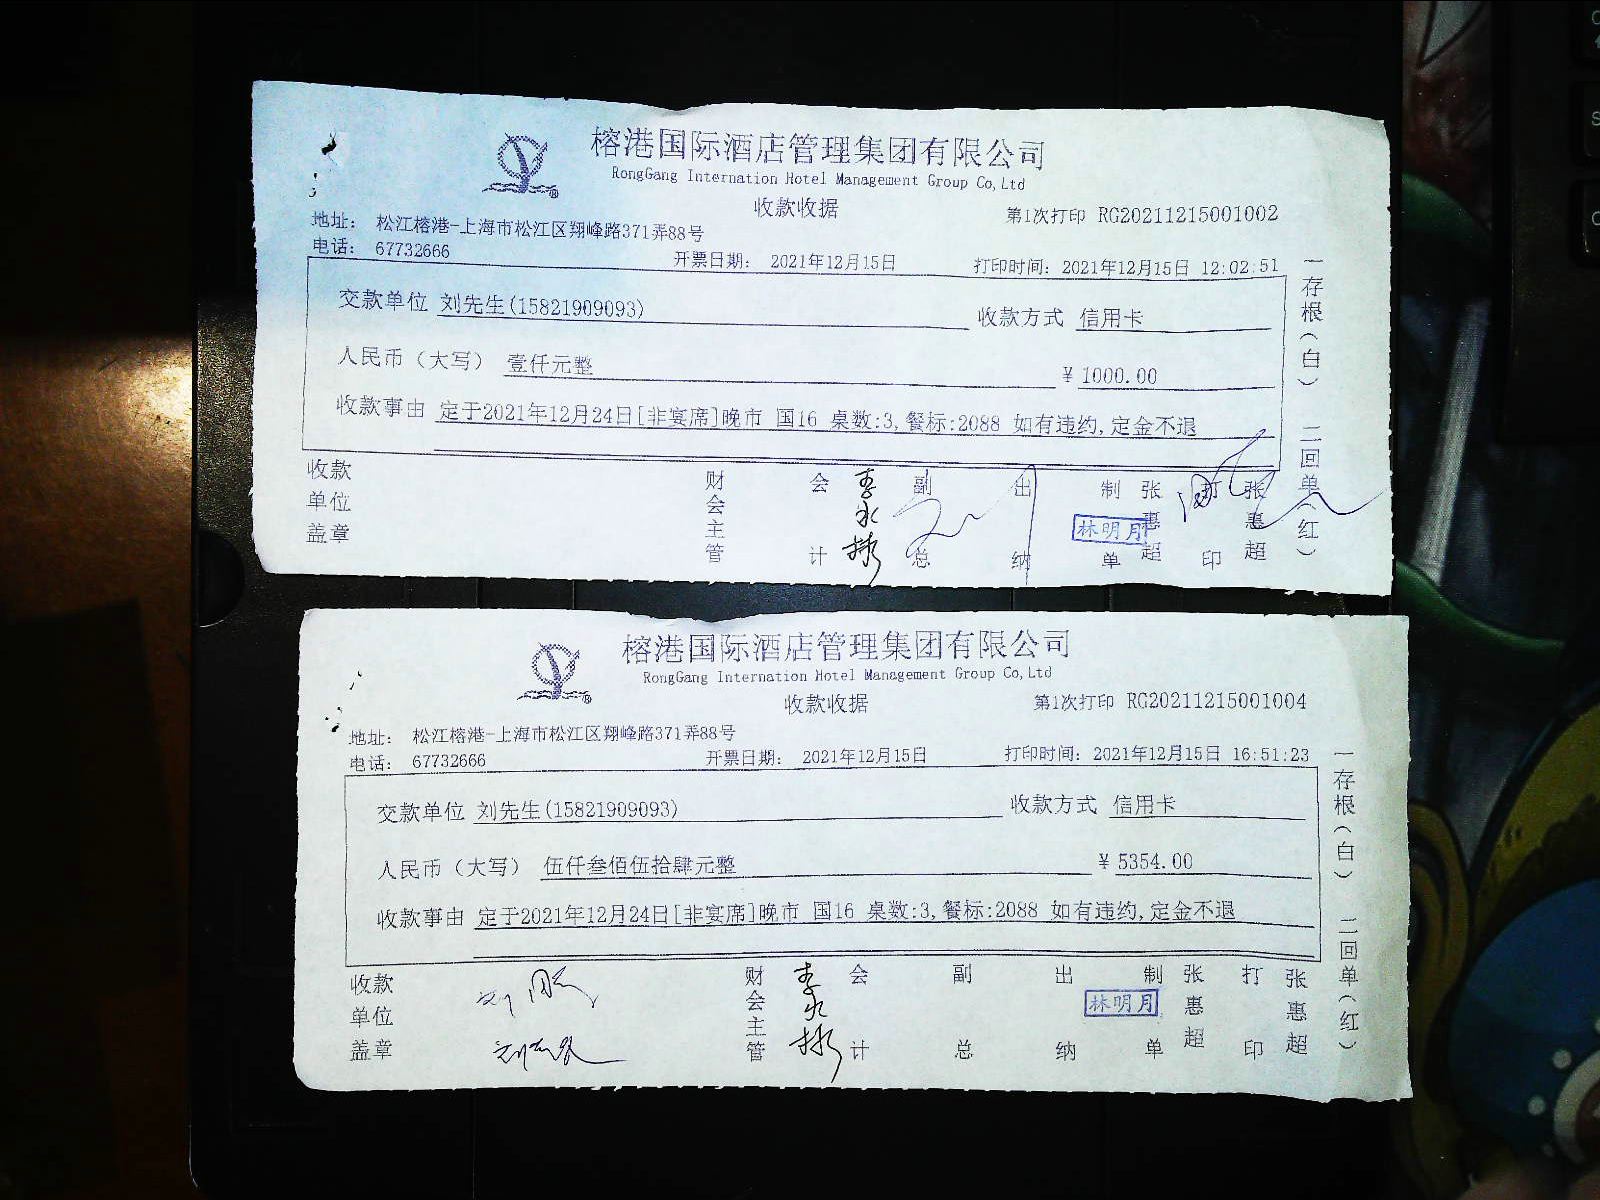 榕港国际酒店管理集团有限公司
RongGang Internation Hotel Management Group Co,Ltd
收款收据
第1次打印 RG20211215001002
地址： 松江榕港-上海市松江区翔峰路371弄88号
电话： 67732666
开票日期： 2021年12月15日
打印时间： 2021年12月15日 12:02:51
交款单位 刘先生(15821909093)
收款方式 信用卡
人民币（大写） 壹仟元整
¥ 1000.00
收款事由 定于2021年12月24日[非宴席]晚市 国16 桌数:3,餐标:2088 如有违约,定金不退
一存根(白) 二回单(红)
收款单位盖章
财会主管
会计 李永彬
副总
出纳
制单 张惠超
林明月
打印 张惠超
榕港国际酒店管理集团有限公司
RongGang Internation Hotel Management Group Co,Ltd
收款收据
第1次打印 RG20211215001004
地址： 松江榕港-上海市松江区翔峰路371弄88号
电话： 67732666
开票日期： 2021年12月15日
打印时间： 2021年12月15日 16:51:23
交款单位 刘先生(15821909093)
收款方式 信用卡
人民币（大写） 伍仟叁佰伍拾肆元整
¥ 5354.00
收款事由 定于2021年12月24日[非宴席]晚市 国16 桌数:3,餐标:2088 如有违约,定金不退
一存根(白) 二回单(红)
收款单位盖章
财会主管 李永彬
会计
副总
出纳
制单 张惠超
林明月
打印 张惠超